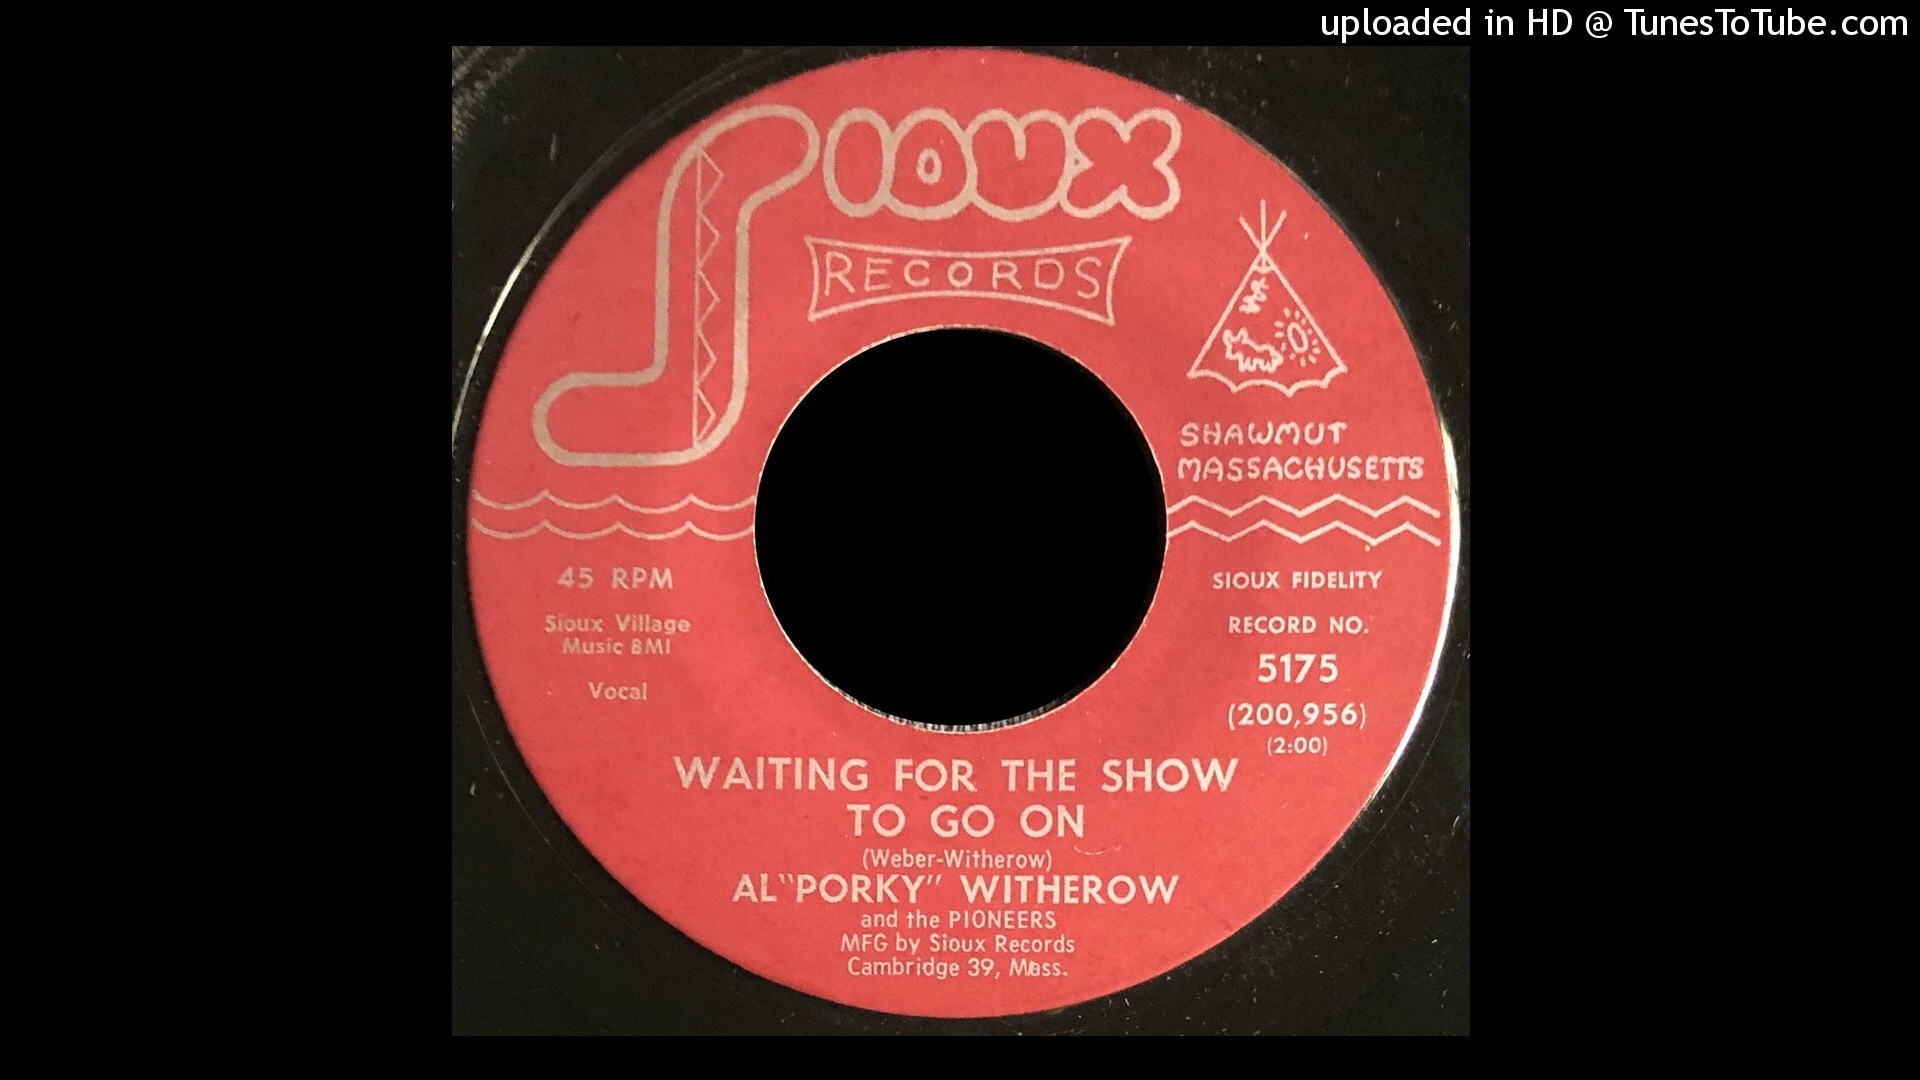 uploaded in HD @ TunesToTube.com
Sioux
RECORDS
SHAWMUT
MASSACHUSETTS
45 RPM
Sioux Village
Music BMI
Vocal
SIOUX FIDELITY
RECORD NO.
5175
(200,956)
(2:00)
WAITING FOR THE SHOW
TO GO ON
(Weber-Witherow)
AL "PORKY" WITHEROW
and the PIONEERS
MFG by Sioux Records
Cambridge 39, Mass.